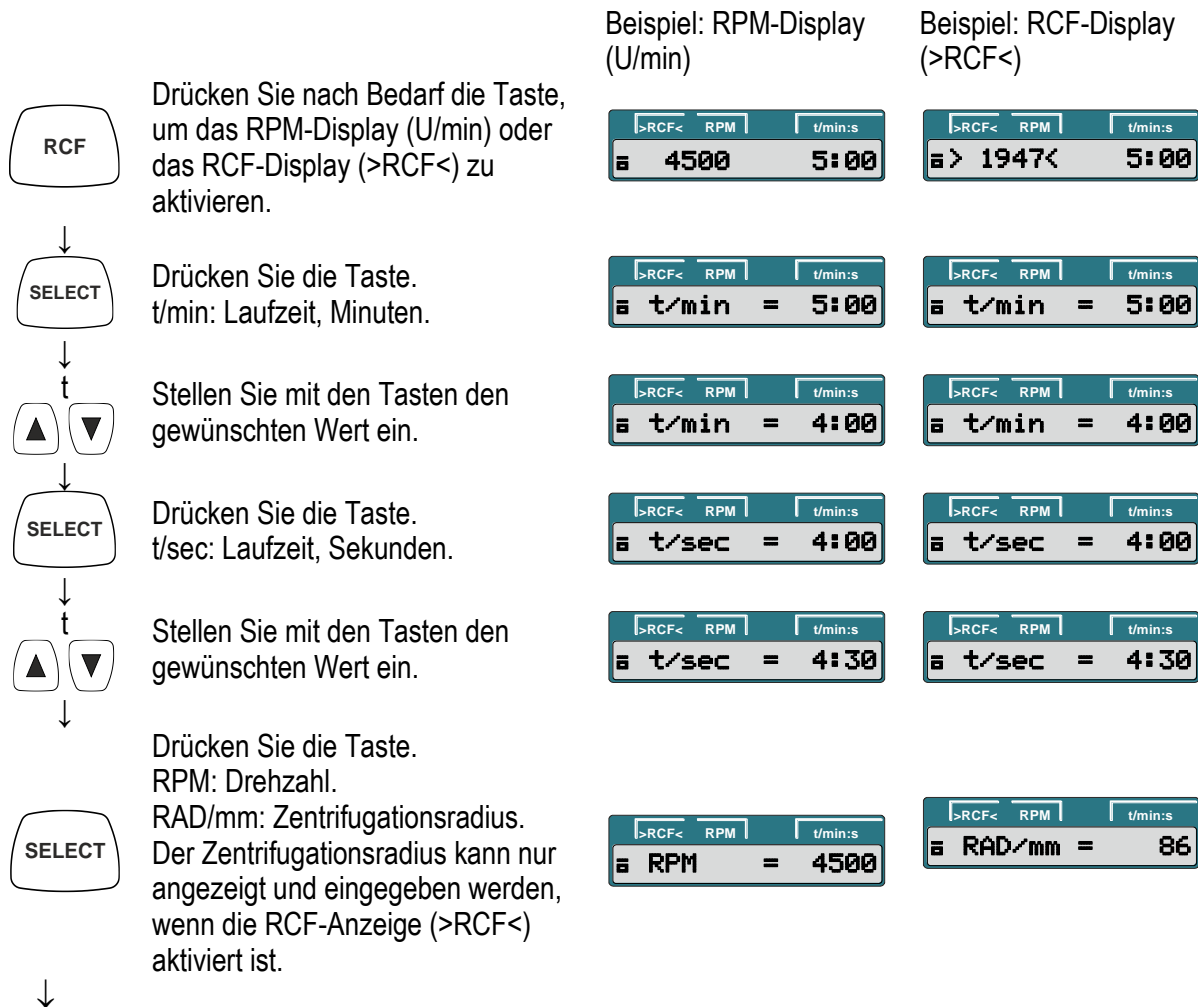 Beispiel: RPM-Display
(U/min)
Beispiel: RCF-Display
(>RCF<)
RCF
Drücken Sie nach Bedarf die Taste,
um das RPM-Display (U/min) oder
das RCF-Display (>RCF<) zu
aktivieren.
>RCF< RPM t/min:s
4500 5:00
>RCF< RPM t/min:s
> 1947< 5:00
↓
SELECT
Drücken Sie die Taste.
t/min: Laufzeit, Minuten.
>RCF< RPM t/min:s
t/min = 5:00
>RCF< RPM t/min:s
t/min = 5:00
↓
t
▲ ▼
Stellen Sie mit den Tasten den
gewünschten Wert ein.
>RCF< RPM t/min:s
t/min = 4:00
>RCF< RPM t/min:s
t/min = 4:00
↓
SELECT
Drücken Sie die Taste.
t/sec: Laufzeit, Sekunden.
>RCF< RPM t/min:s
t/sec = 4:00
>RCF< RPM t/min:s
t/sec = 4:00
↓
t
▲ ▼
Stellen Sie mit den Tasten den
gewünschten Wert ein.
>RCF< RPM t/min:s
t/sec = 4:30
>RCF< RPM t/min:s
t/sec = 4:30
↓
SELECT
Drücken Sie die Taste.
RPM: Drehzahl.
RAD/mm: Zentrifugationsradius.
Der Zentrifugationsradius kann nur
angezeigt und eingegeben werden,
wenn die RCF-Anzeige (>RCF<)
aktiviert ist.
>RCF< RPM t/min:s
RPM = 4500
>RCF< RPM t/min:s
RAD/mm = 86
↓